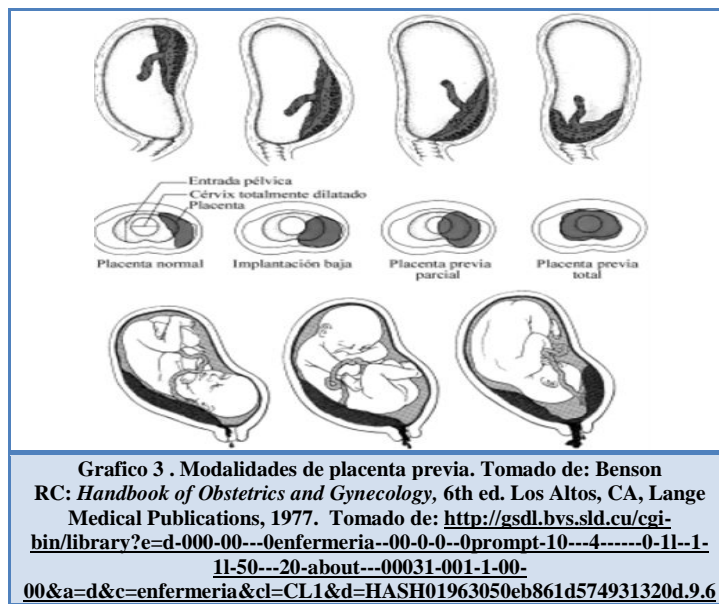 Entrada pélvica
Cérvix totalmente dilatado
Placenta
Placenta normal
Implantación baja
Placenta previa
parcial
Placenta previa
total
Grafico 3 . Modalidades de placenta previa. Tomado de: Benson
RC: Handbook of Obstetrics and Gynecology, 6th ed. Los Altos, CA, Lange
Medical Publications, 1977. Tomado de: http://gsdl.bvs.sld.cu/cgi-
bin/library?e=d-000-00---0enfermeria--00-0-0--0prompt-10---4------0-1l--1-
1l-50---20-about---00031-001-1-00-
00&a=d&c=enfermeria&cl=CL1&d=HASH01963050eb861d574931320d.9.6